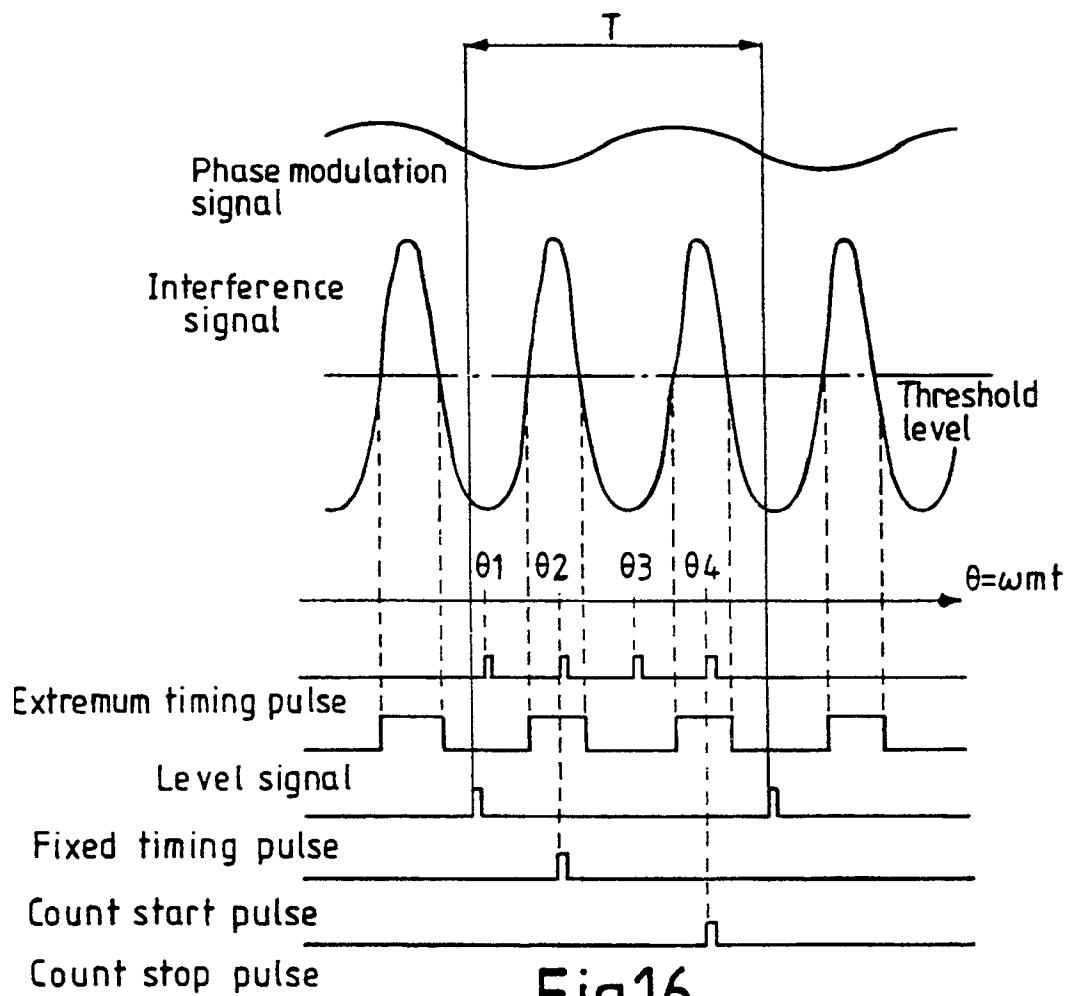 T
Phase modulation
signal
Interference
signal
Threshold
level
θ1 θ2 θ3 θ4 θ=ωmt
Extremum timing pulse
Level signal
Fixed timing pulse
Count start pulse
Count stop pulse
Fig16